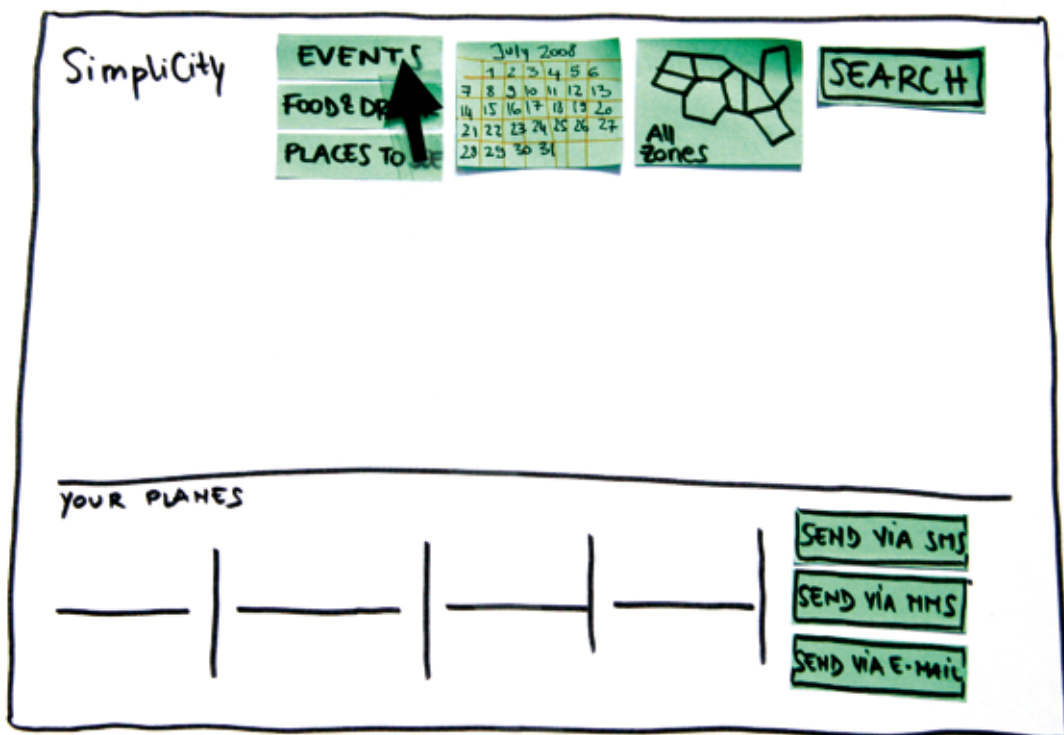 SimpliCity
EVENTS
FOOD & DR
PLACES TO
July 2008
1 2 3 4 5 6
7 8 9 10 11 12 13
14 15 16 17 18 19 20
21 22 23 24 25 26 27
28 29 30 31
All
zones
SEARCH
YOUR PLANES
SEND VIA SMS
SEND VIA MMS
SEND VIA E-MAIL